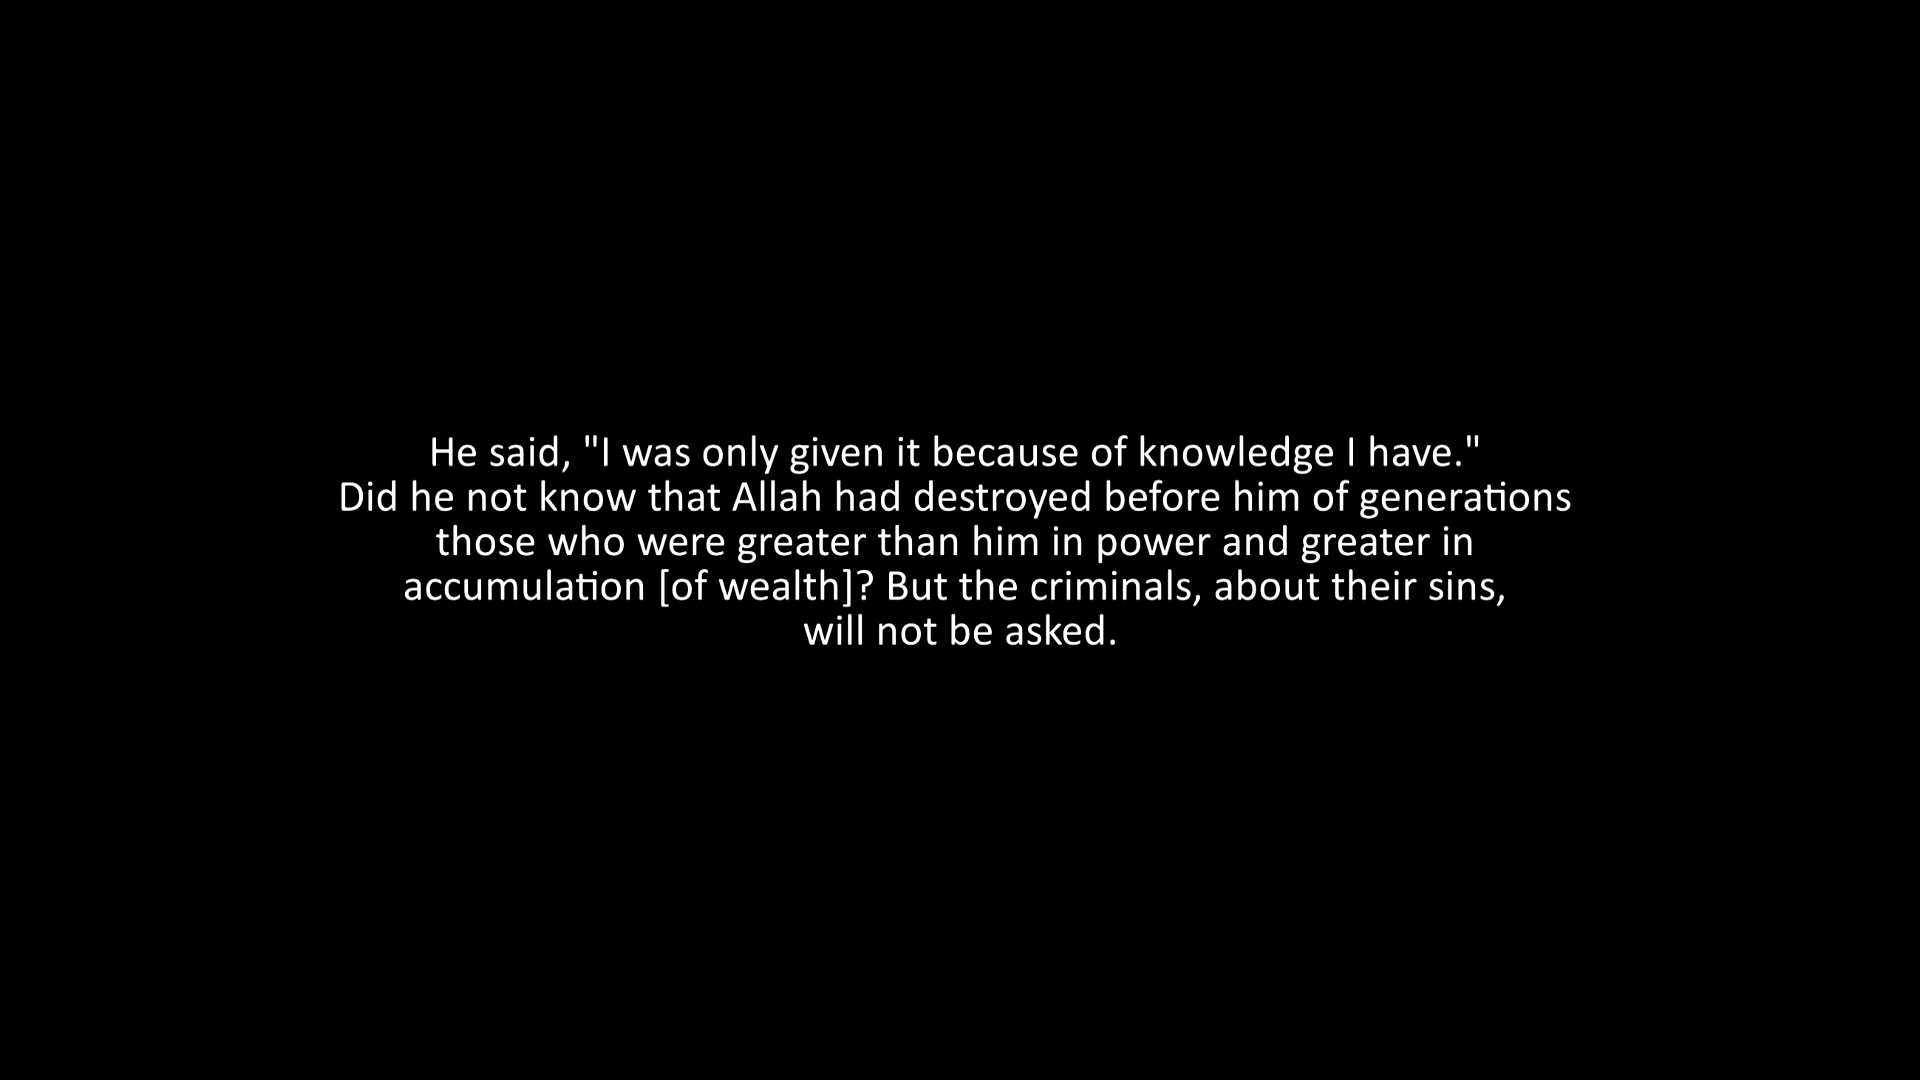 He said, "I was only given it because of knowledge I have."
Did he not know that Allah had destroyed before him of generations
those who were greater than him in power and greater in
accumulation [of wealth]? But the criminals, about their sins,
will not be asked.